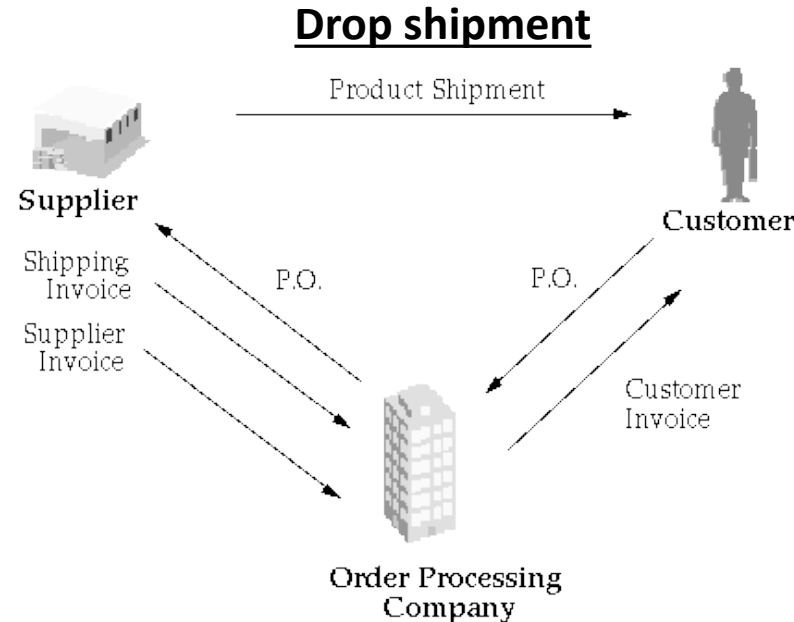 Drop shipment
Product Shipment
Supplier
Customer
Shipping
Invoice
P.O.
P.O.
Supplier
Invoice
Customer
Invoice
Order Processing
Company